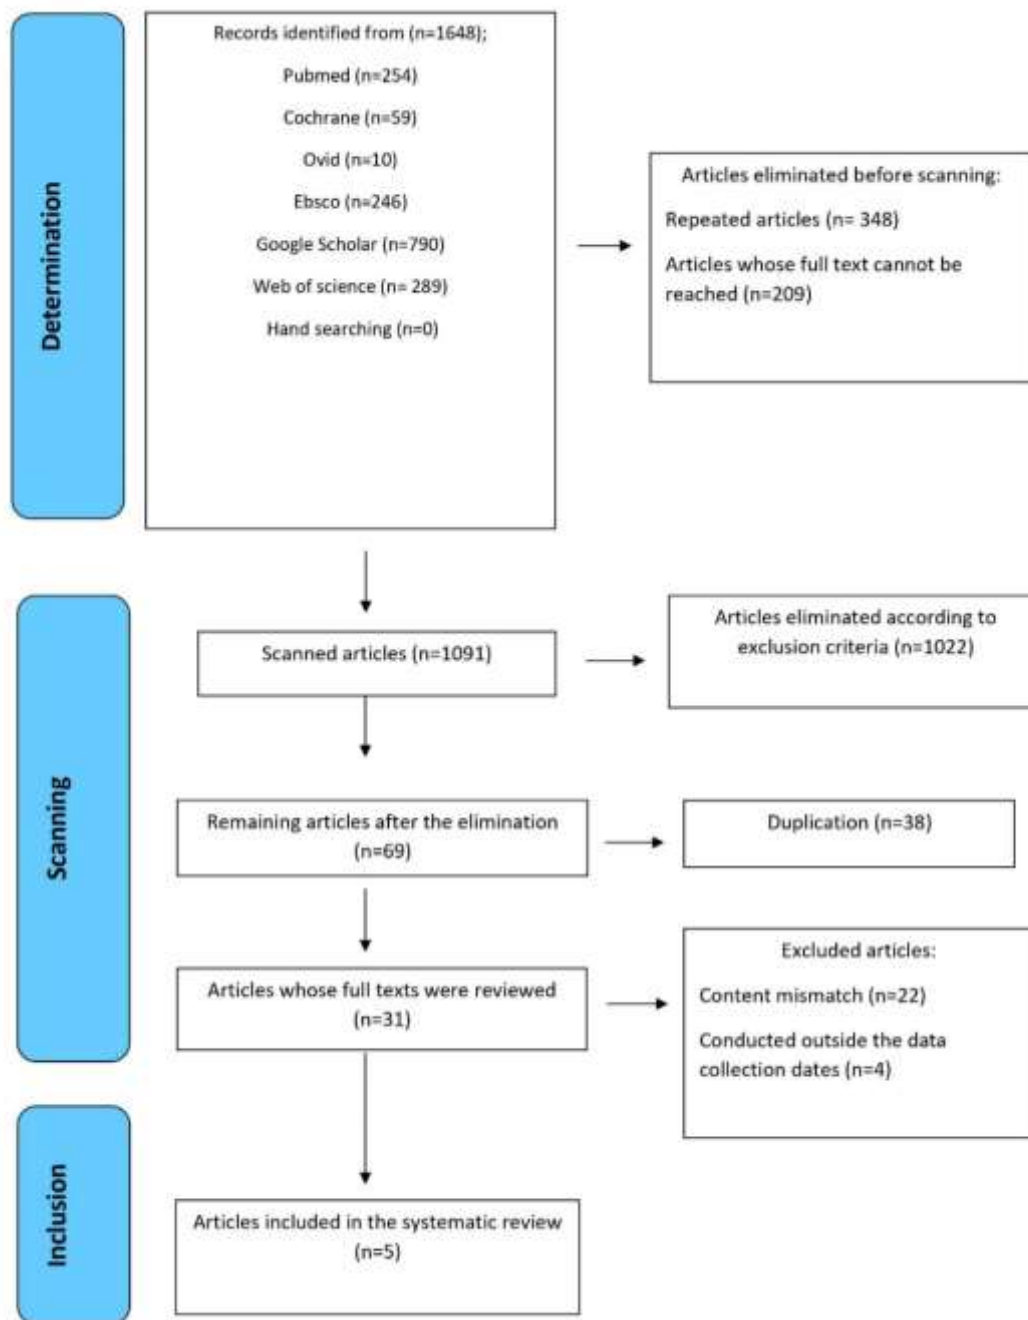 Determination
Records identified from (n=1648);
Pubmed (n=254)
Cochrane (n=59)
Ovid (n=10)
Ebsco (n=246)
Google Scholar (n=790)
Web of science (n= 289)
Hand searching (n=0)
Articles eliminated before scanning:
Repeated articles (n= 348)
Articles whose full text cannot be
reached (n=209)
Scanning
Scanned articles (n=1091)
Articles eliminated according to
exclusion criteria (n=1022)
Remaining articles after the elimination
(n=69)
Duplication (n=38)
Articles whose full texts were reviewed
(n=31)
Excluded articles:
Content mismatch (n=22)
Conducted outside the data
collection dates (n=4)
Inclusion
Articles included in the systematic review
(n=5)